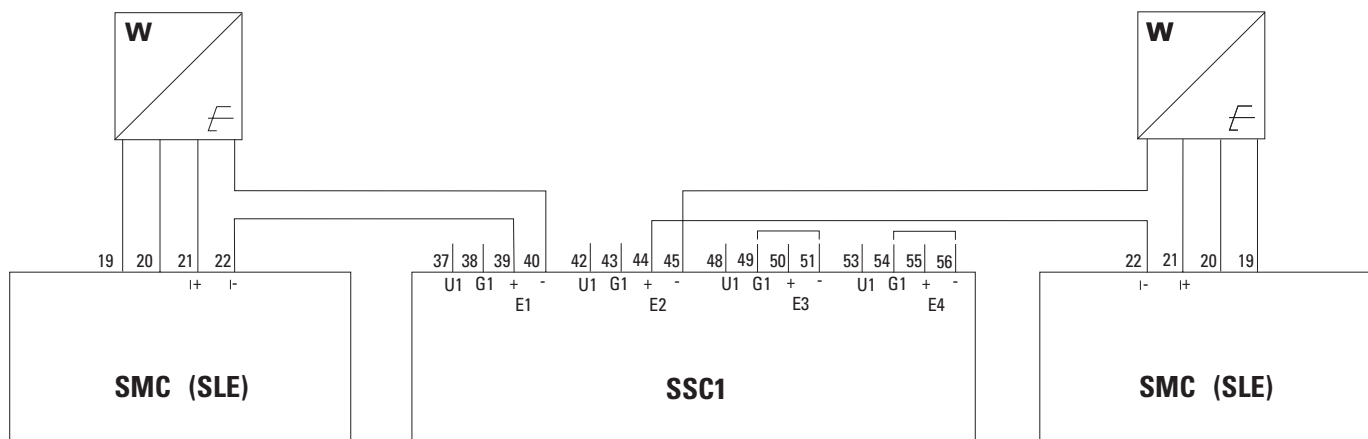 W W
19 20 21 22 37 38 39 40 42 43 44 45 48 49 50 51 53 54 55 56 22 21 20 19
I+ I- U1 G1 + - U1 G1 + - U1 G1 + - U1 G1 + - I- I+
E1 E2 E3 E4
SMC (SLE) SSC1 SMC (SLE)